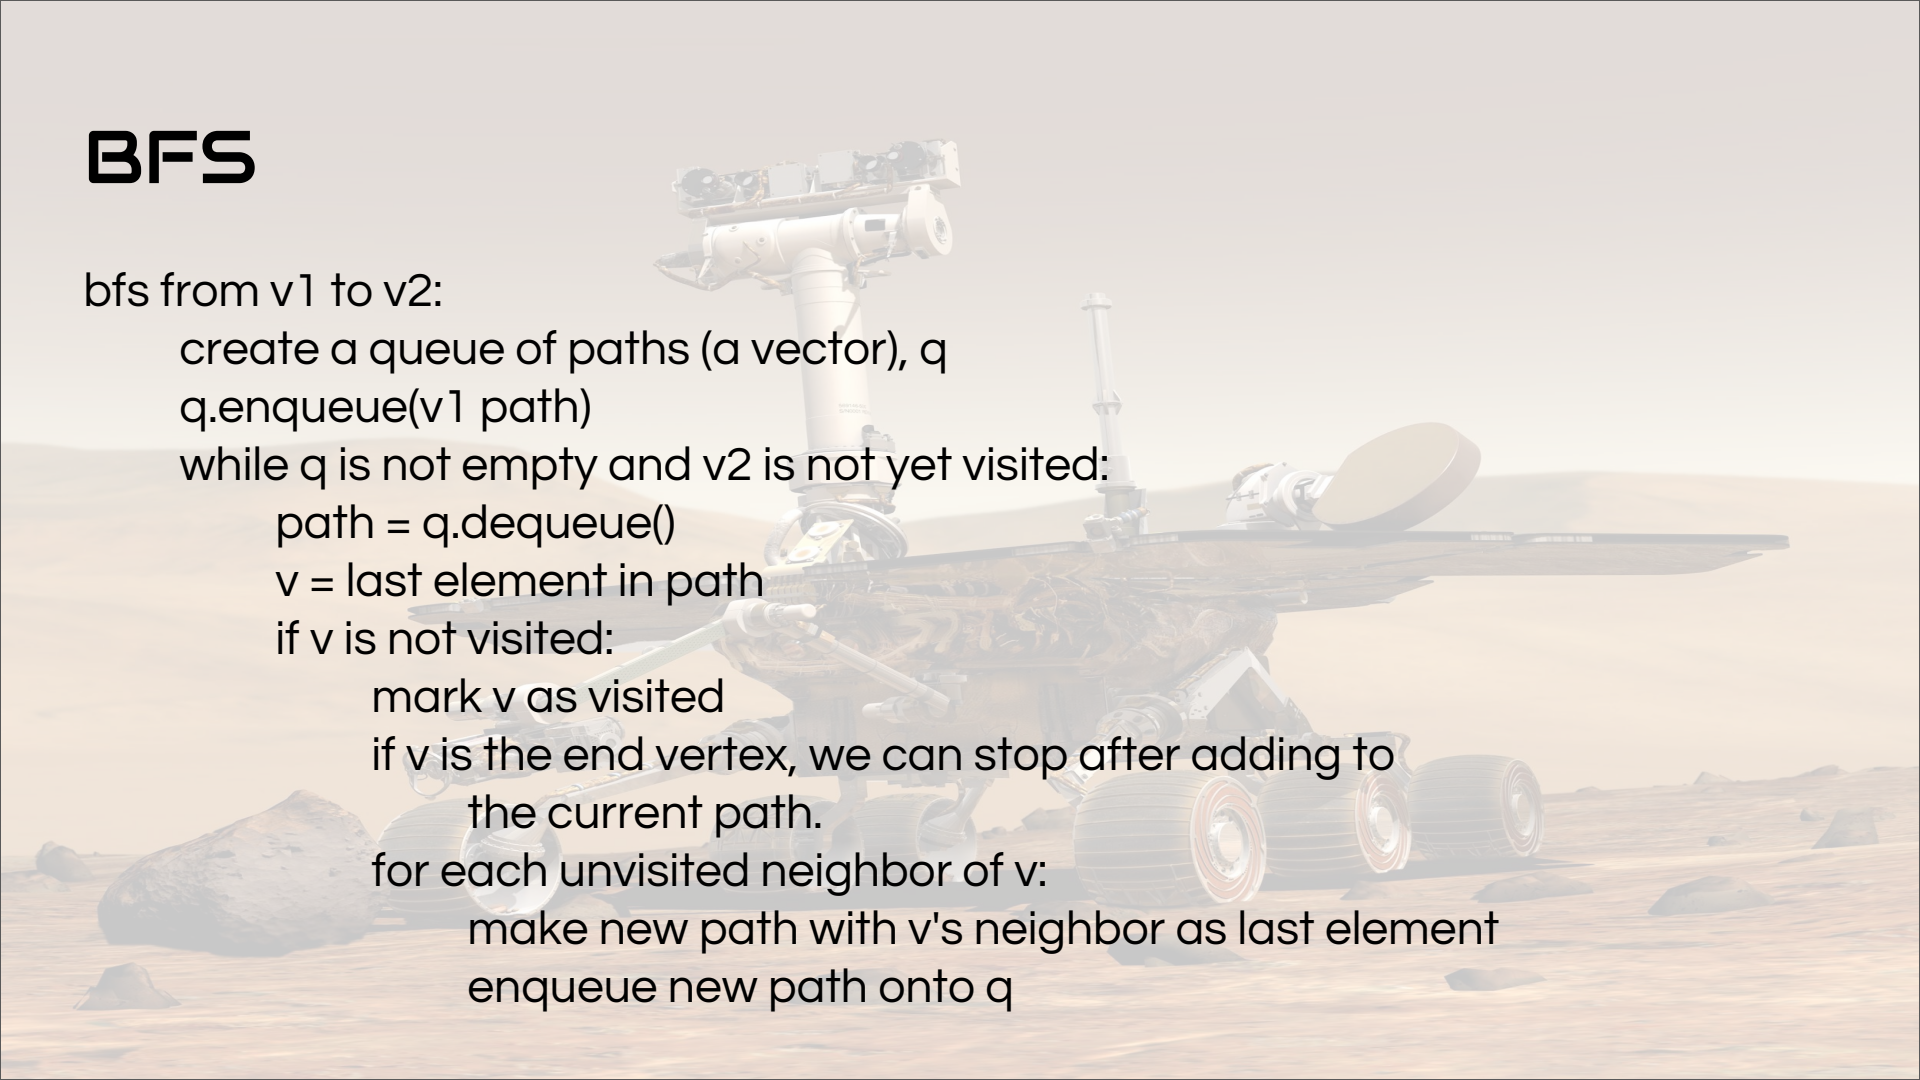 BFS
bfs from v1 to v2:
create a queue of paths (a vector), q
q.enqueue(v1 path)
while q is not empty and v2 is not yet visited:
path = q.dequeue()
v = last element in path
if v is not visited:
mark v as visited
if v is the end vertex, we can stop after adding to
the current path.
for each unvisited neighbor of v:
make new path with v's neighbor as last element
enqueue new path onto q